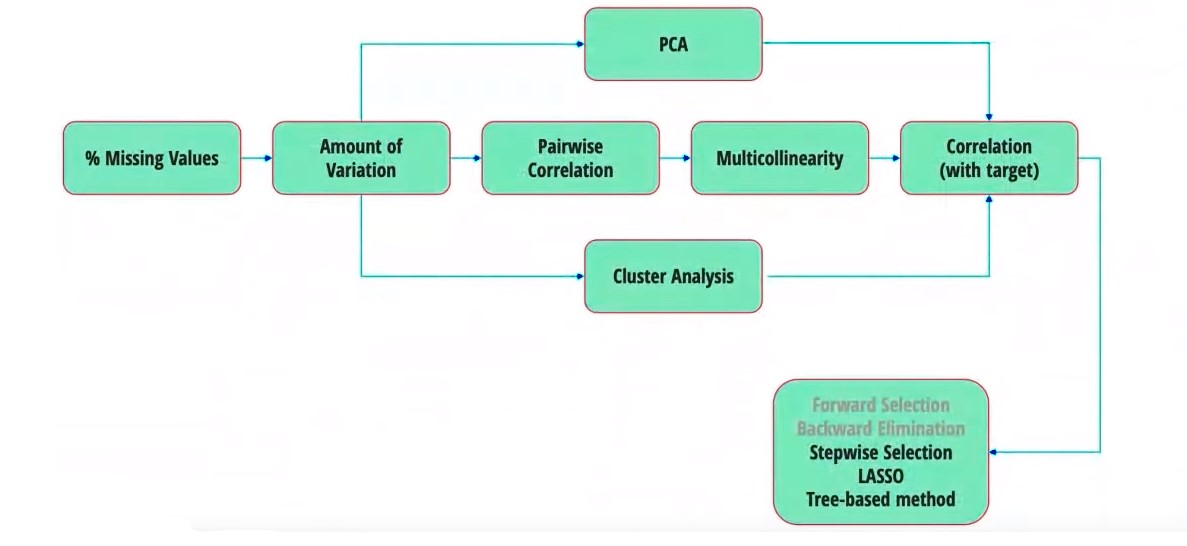 PCA
% Missing Values
Amount of
Variation
Pairwise
Correlation
Multicollinearity
Correlation
(with target)
Cluster Analysis
Forward Selection
Backward Elimination
Stepwise Selection
LASSO
Tree-based method